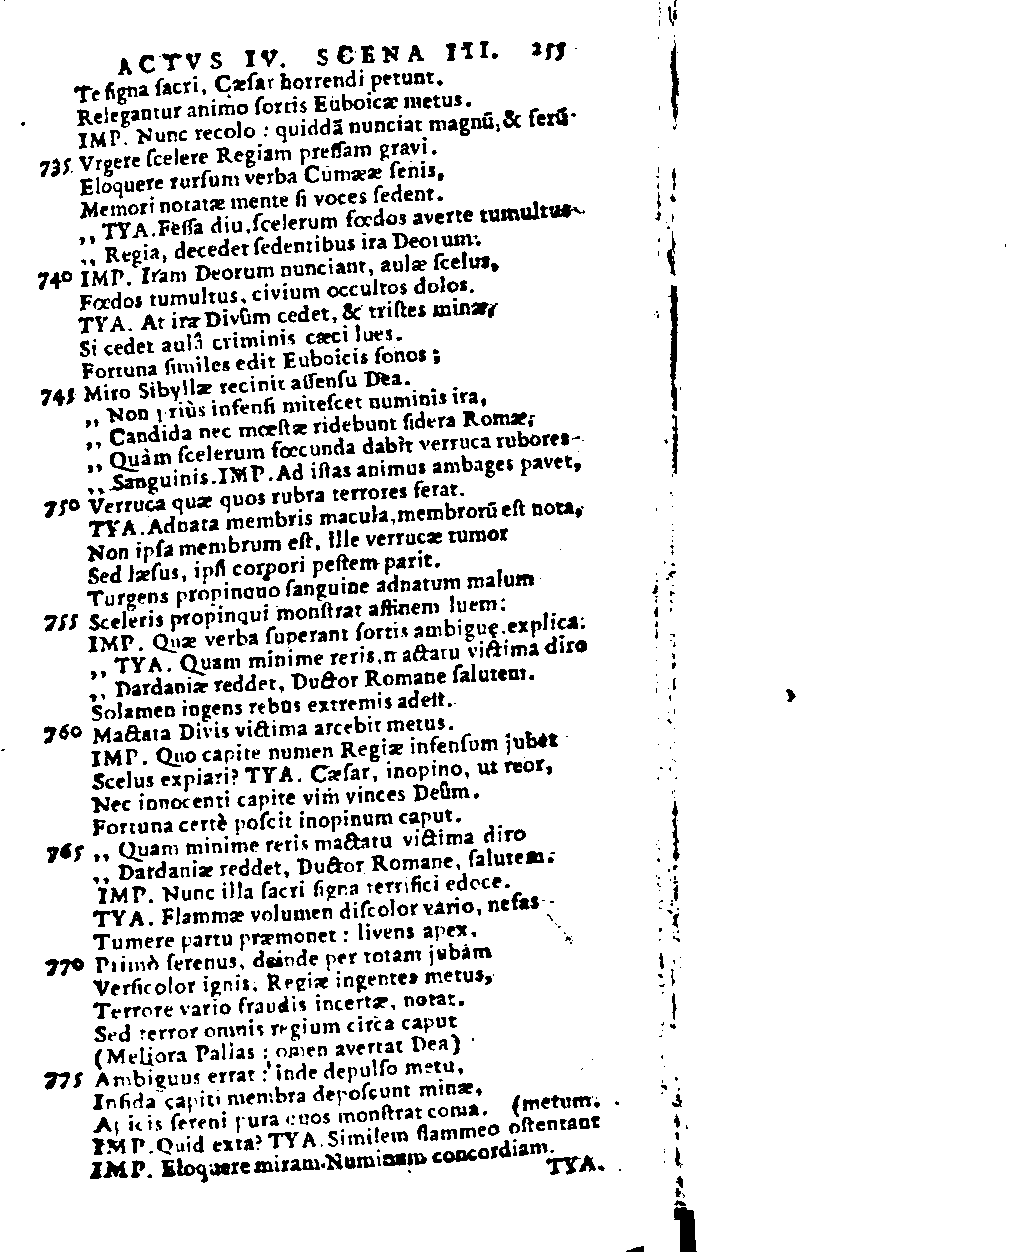 ACTVS IV. SCENA III. 255
Te ſigna ſacri, Cæſar horrendi petunt.
Relegantur animo ſortis Euboicæ metus.
IMP. Nunc recolo : quiddã nunciat magnũ, & ferũ.
735. Vrgere ſcelere Regiam preſſam gravi.
Eloquere rurſum verba Cumææ ſenis,
Memori notatæ mente ſi voces ſedent.
,, TYA. Feſſa diu, ſcelerum fœdos averte tumultus
,, Regia, decedet ſedentibus ira Deorum.
740 IMP. Iram Deorum nunciant, aulæ ſcelus,
Fœdos tumultus, civium occultos dolos.
TYA. At iræ Divûm cedet, & triſtes minæ,
Si cedet aulâ criminis cæci lues.
Fortuna ſimiles edit Euboicis ſonos ;
745 Miro Sibyllæ recinit aſſenſu Dea.
,, Non priùs infenſi miteſcet numinis ira,
,, Candida nec mœſtæ ridebunt ſidera Romæ,
,, Quàm ſcelerum fœcunda dabit verruca rubores
,, Sanguinis. IMP. Ad iſtas animus ambages pavet,
750 Verruca quæ quos rubra terrores ferat.
TYA. Adnata membris macula, membrorũ eſt nota,
Non ipſa membrum eſt. Ille verrucæ tumor
Sed læſus, ipſi corpori peſtem parit.
Turgens propinquo ſanguine adnatum malum
755 Sceleris propinqui monſtrat affinem luem:
IMP. Quæ verba ſuperant ſortis ambiguę, explica:
,, TYA. Quam minime reris, mactatu victima diro
,, Dardaniæ reddet, Ductor Romane ſalutem.
Solamen ingens rebus extremis adeit.
760 Mactata Divis victima arcebit metus.
IMP. Quo capite numen Regiæ infenſum jubet
Scelus expiari? TYA. Cæſar, inopino, ut reor,
Nec innocenti capite vim vinces Deûm.
Fortuna certè poſcit inopinum caput.
765 ,, Quam minime reris mactatu victima diro
,, Dardaniæ reddet, Ductor Romane, ſalutem.
IMP. Nunc illa ſacri ſigna terrifici edoce.
TYA. Flammæ volumen diſcolor vario, nefas
Tumere partu præmonet : livens apex,
770 Primò ſerenus, deinde per totam jubam
Verſicolor ignis, Regiæ ingentes metus,
Terrore vario fraudis incertæ, notat.
Sed terror omnis regium circa caput
(Meliora Pallas : omen avertat Dea)
775 Ambiguus errat : inde depulſo metu,
Infida capiti membra depoſcunt minæ,
Apicis ſereni pura quos monſtrat coma. (metum.
IMP. Quid exta? TYA. Similem flammeo oſtentant
IMP. Eloquere miram Numinum concordiam.
TYA.